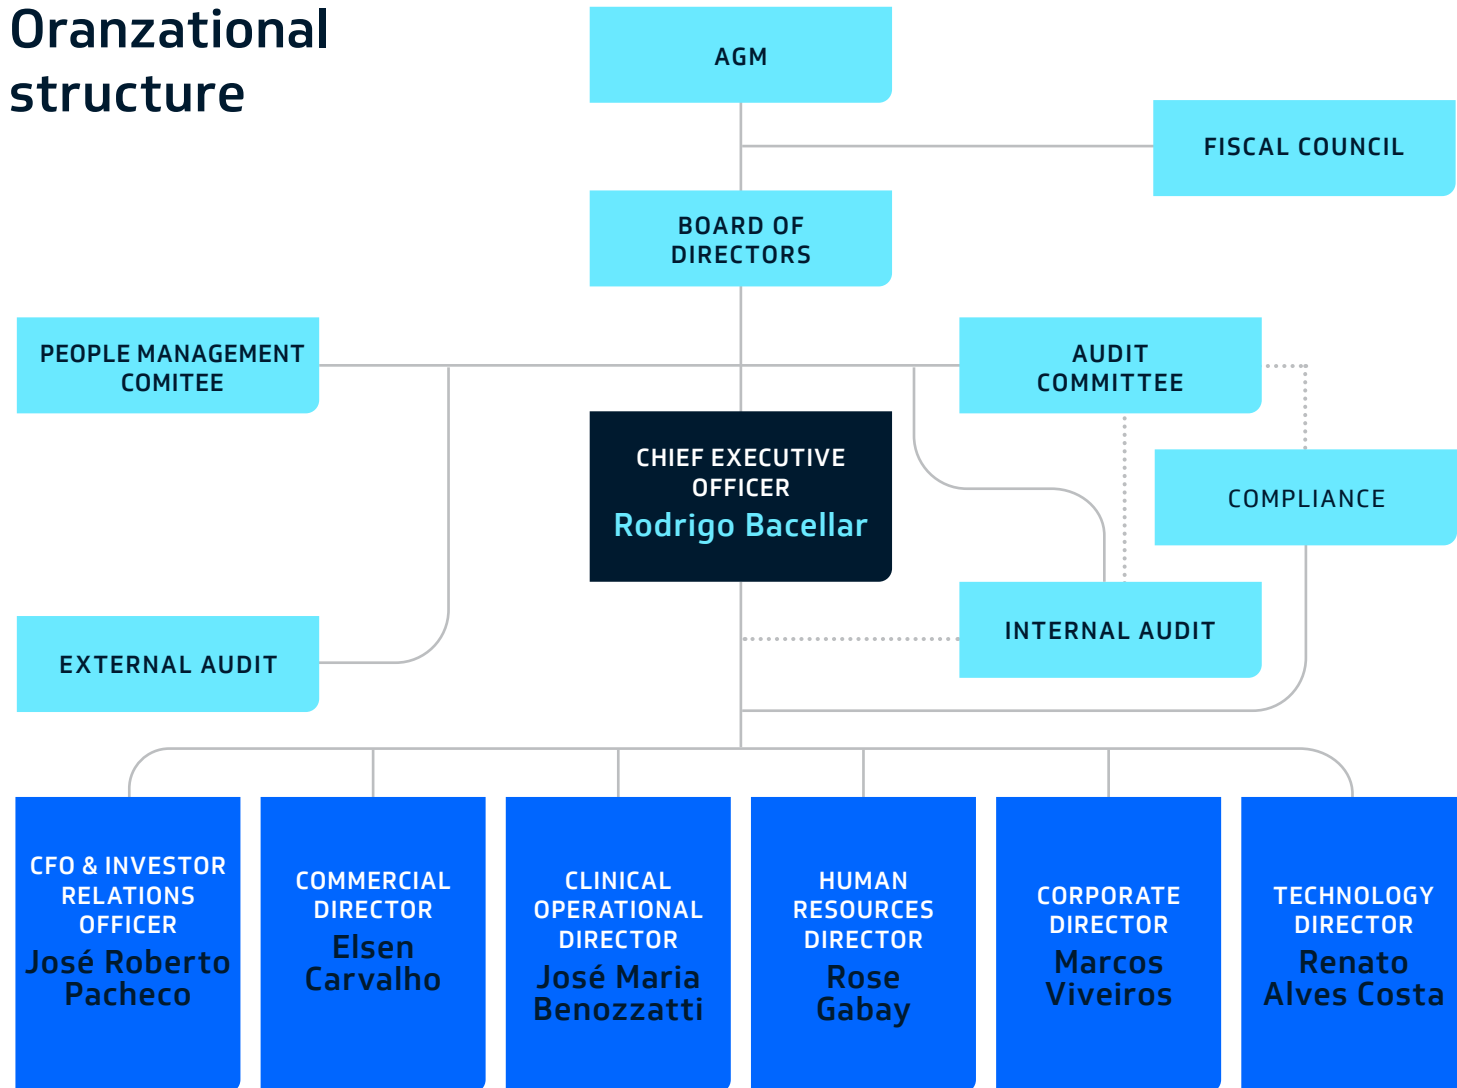 Oranzational
structure
AGM
FISCAL COUNCIL
BOARD OF
DIRECTORS
PEOPLE MANAGEMENT
COMITEE
AUDIT
COMMITTEE
CHIEF EXECUTIVE
OFFICER
Rodrigo Bacellar
COMPLIANCE
EXTERNAL AUDIT
INTERNAL AUDIT
CFO & INVESTOR
RELATIONS
OFFICER
José Roberto
Pacheco
COMMERCIAL
DIRECTOR
Elsen
Carvalho
CLINICAL
OPERATIONAL
DIRECTOR
José Maria
Benozzatti
HUMAN
RESOURCES
DIRECTOR
Rose
Gabay
CORPORATE
DIRECTOR
Marcos
Viveiros
TECHNOLOGY
DIRECTOR
Renato
Alves Costa